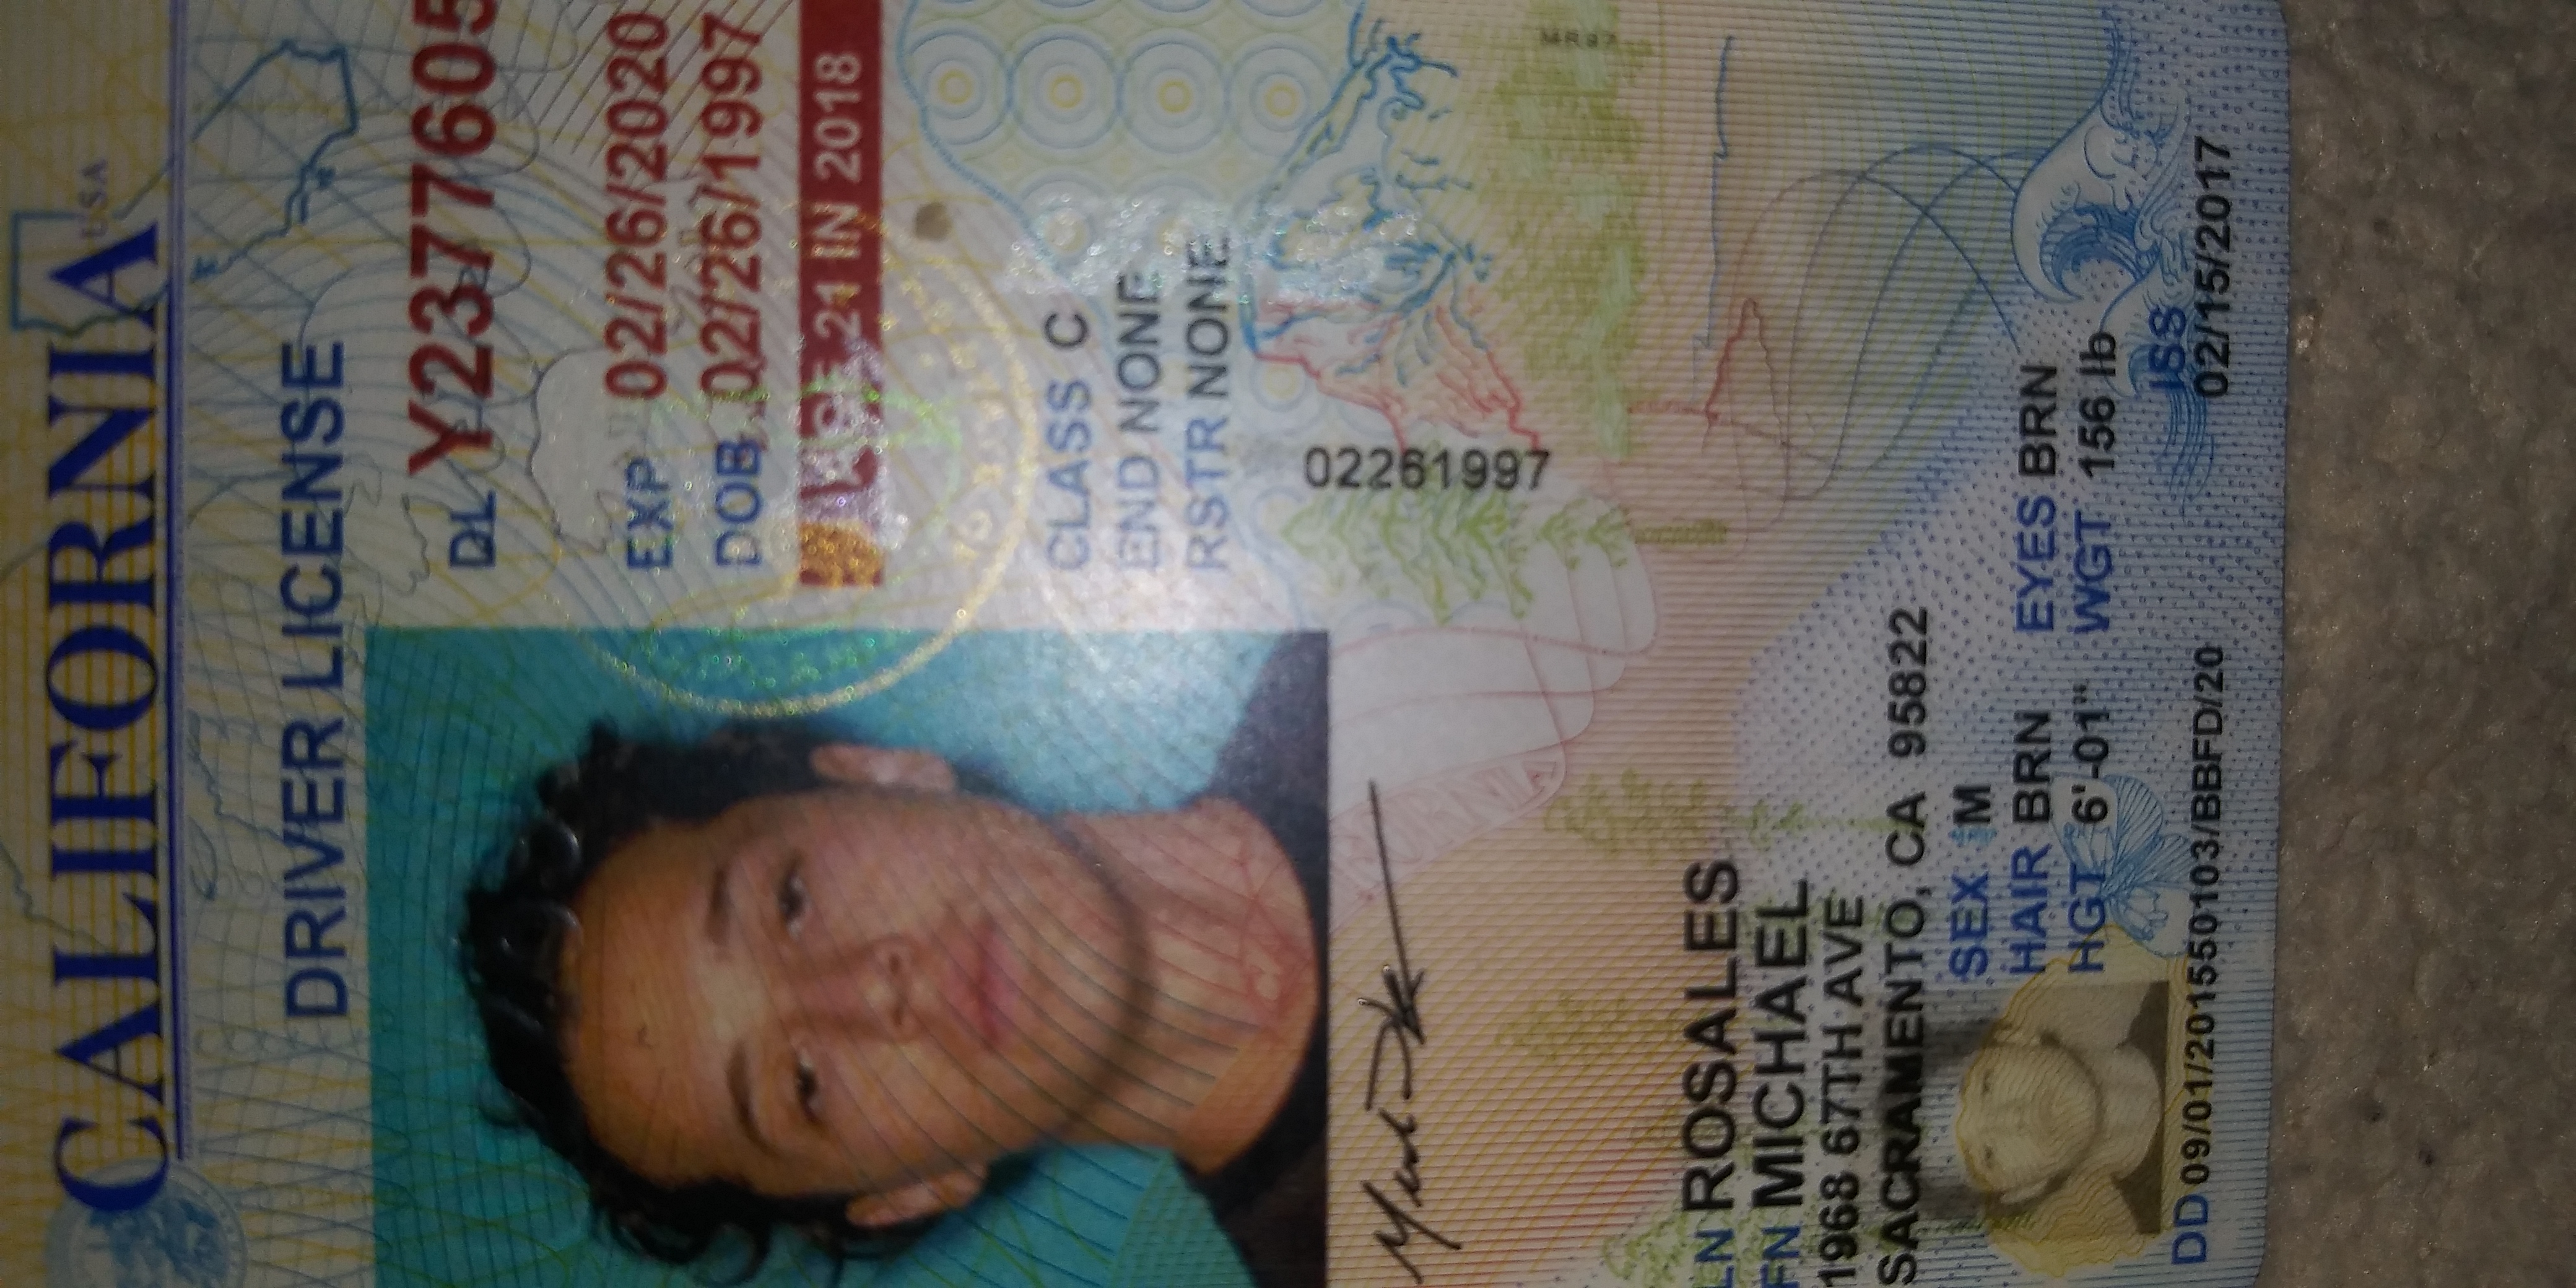 CALIFORNIA USA
DRIVER LICENSE
DL Y2377605
EXP 02/26/2020
DOB 02/26/1997
AGE 21 IN 2018
CLASS C
END NONE
RSTR NONE
02261997
LN ROSALES
FN MICHAEL
1968 67TH AVE
SACRAMENTO, CA 95822
SEX M
HAIR BRN EYES BRN
HGT 6'-01" WGT 156 lb
ISS
DD 09/01/201550103/BBFD/20 02/15/2017